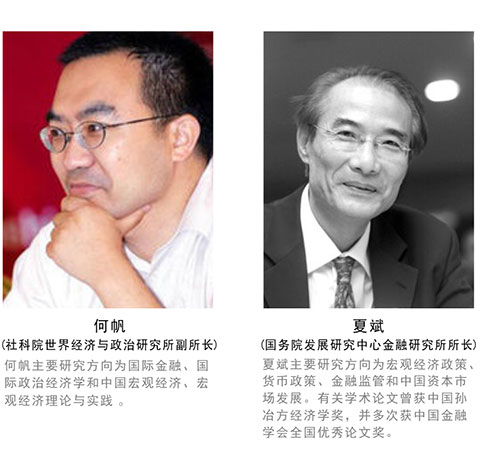 何帆
(社科院世界经济与政治研究所副所长)
何帆主要研究方向为国际金融、国
际政治经济学和中国宏观经济、宏
观经济理论与实践 。
夏斌
(国务院发展研究中心金融研究所所长)
夏斌主要研究方向为宏观经济政策、
货币政策、金融监管和中国资本市
场发展。有关学术论文曾获中国孙
冶方经济学奖，并多次获中国金融
学会全国优秀论文奖。